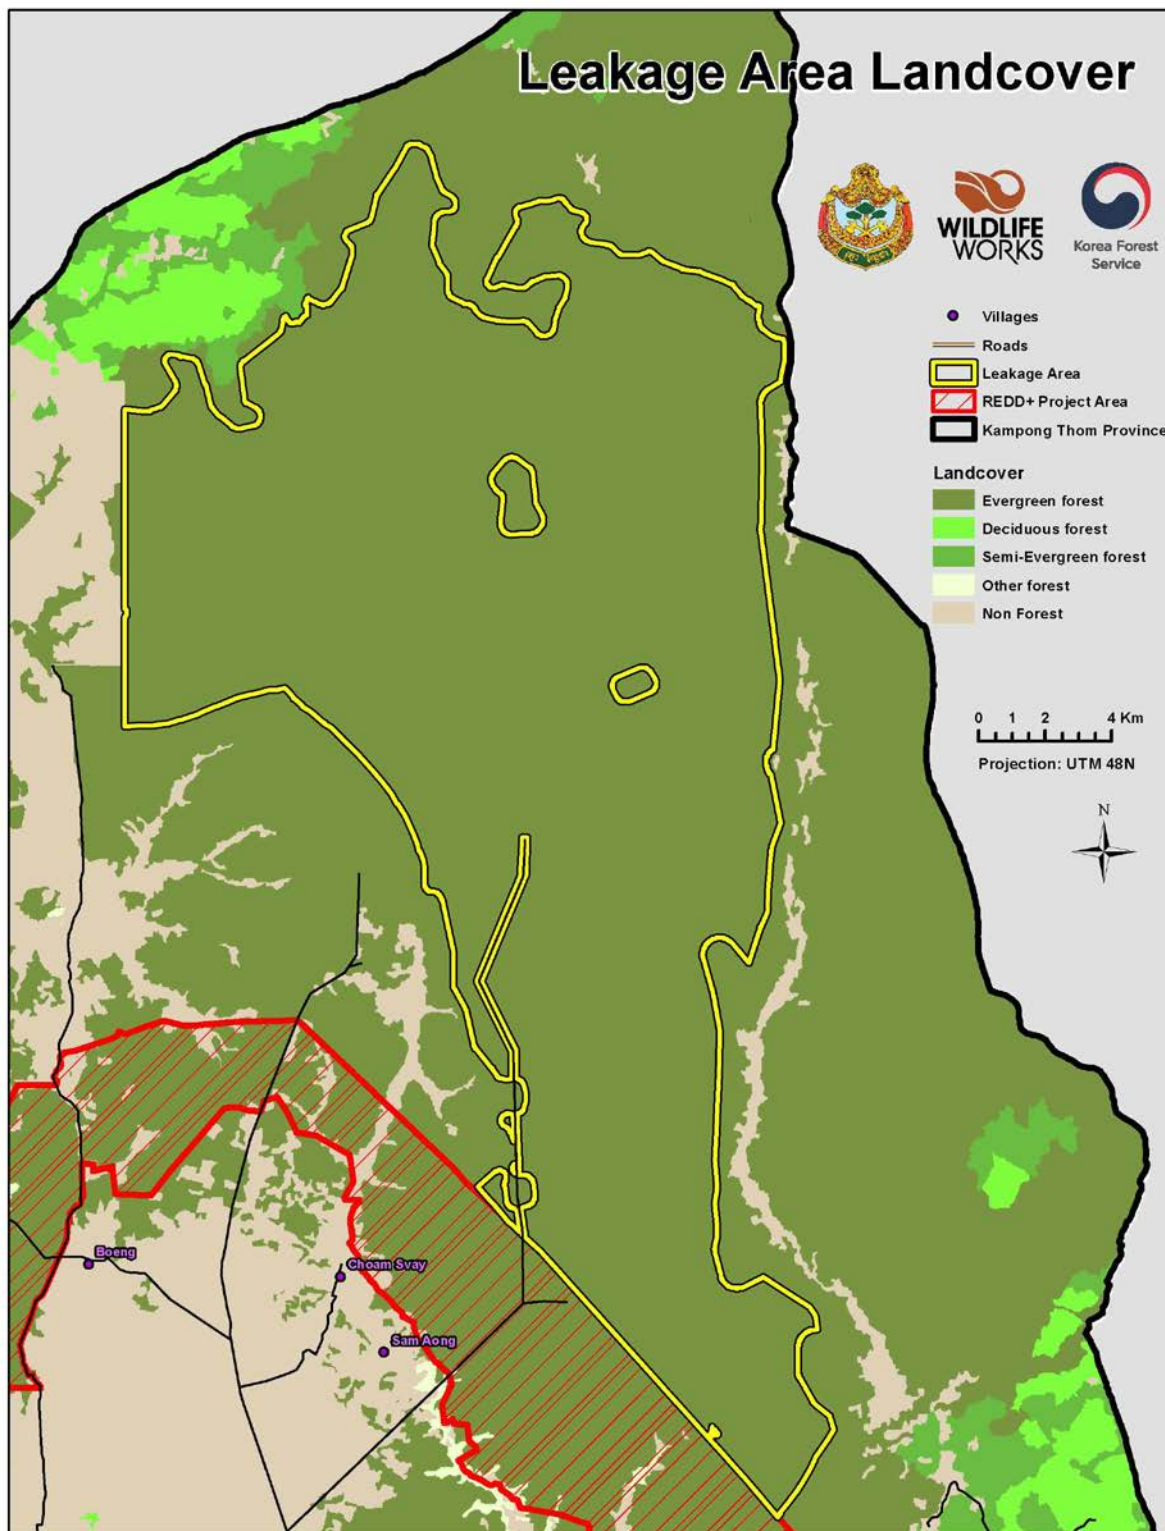 Leakage Area Landcover
WILDLIFE
WORKS
Korea Forest
Service
Villages
Roads
Leakage Area
REDD+ Project Area
Kampong Thom Province
Landcover
Evergreen forest
Deciduous forest
Semi-Evergreen forest
Other forest
Non Forest
0 1 2 4 Km
Projection: UTM 48N
N
Boeng
Choam Svay
Sam Aong